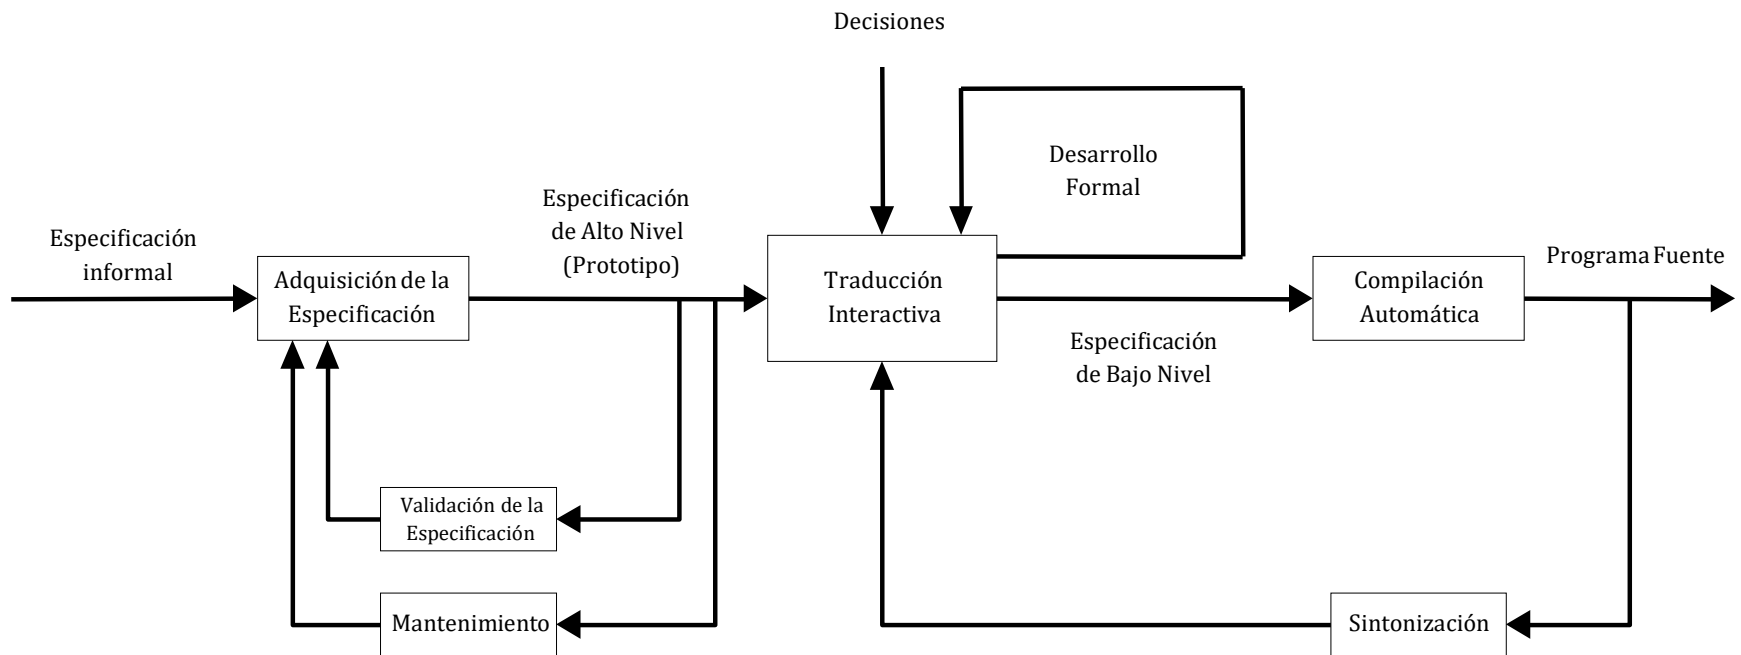 Decisiones
Desarrollo
Formal
Especificación
de Alto Nivel
(Prototipo)
Especificación
informal
Adquisición de la
Especificación
Traducción
Interactiva
Especificación
de Bajo Nivel
Compilación
Automática
Programa Fuente
Validación de la
Especificación
Mantenimiento
Sintonización